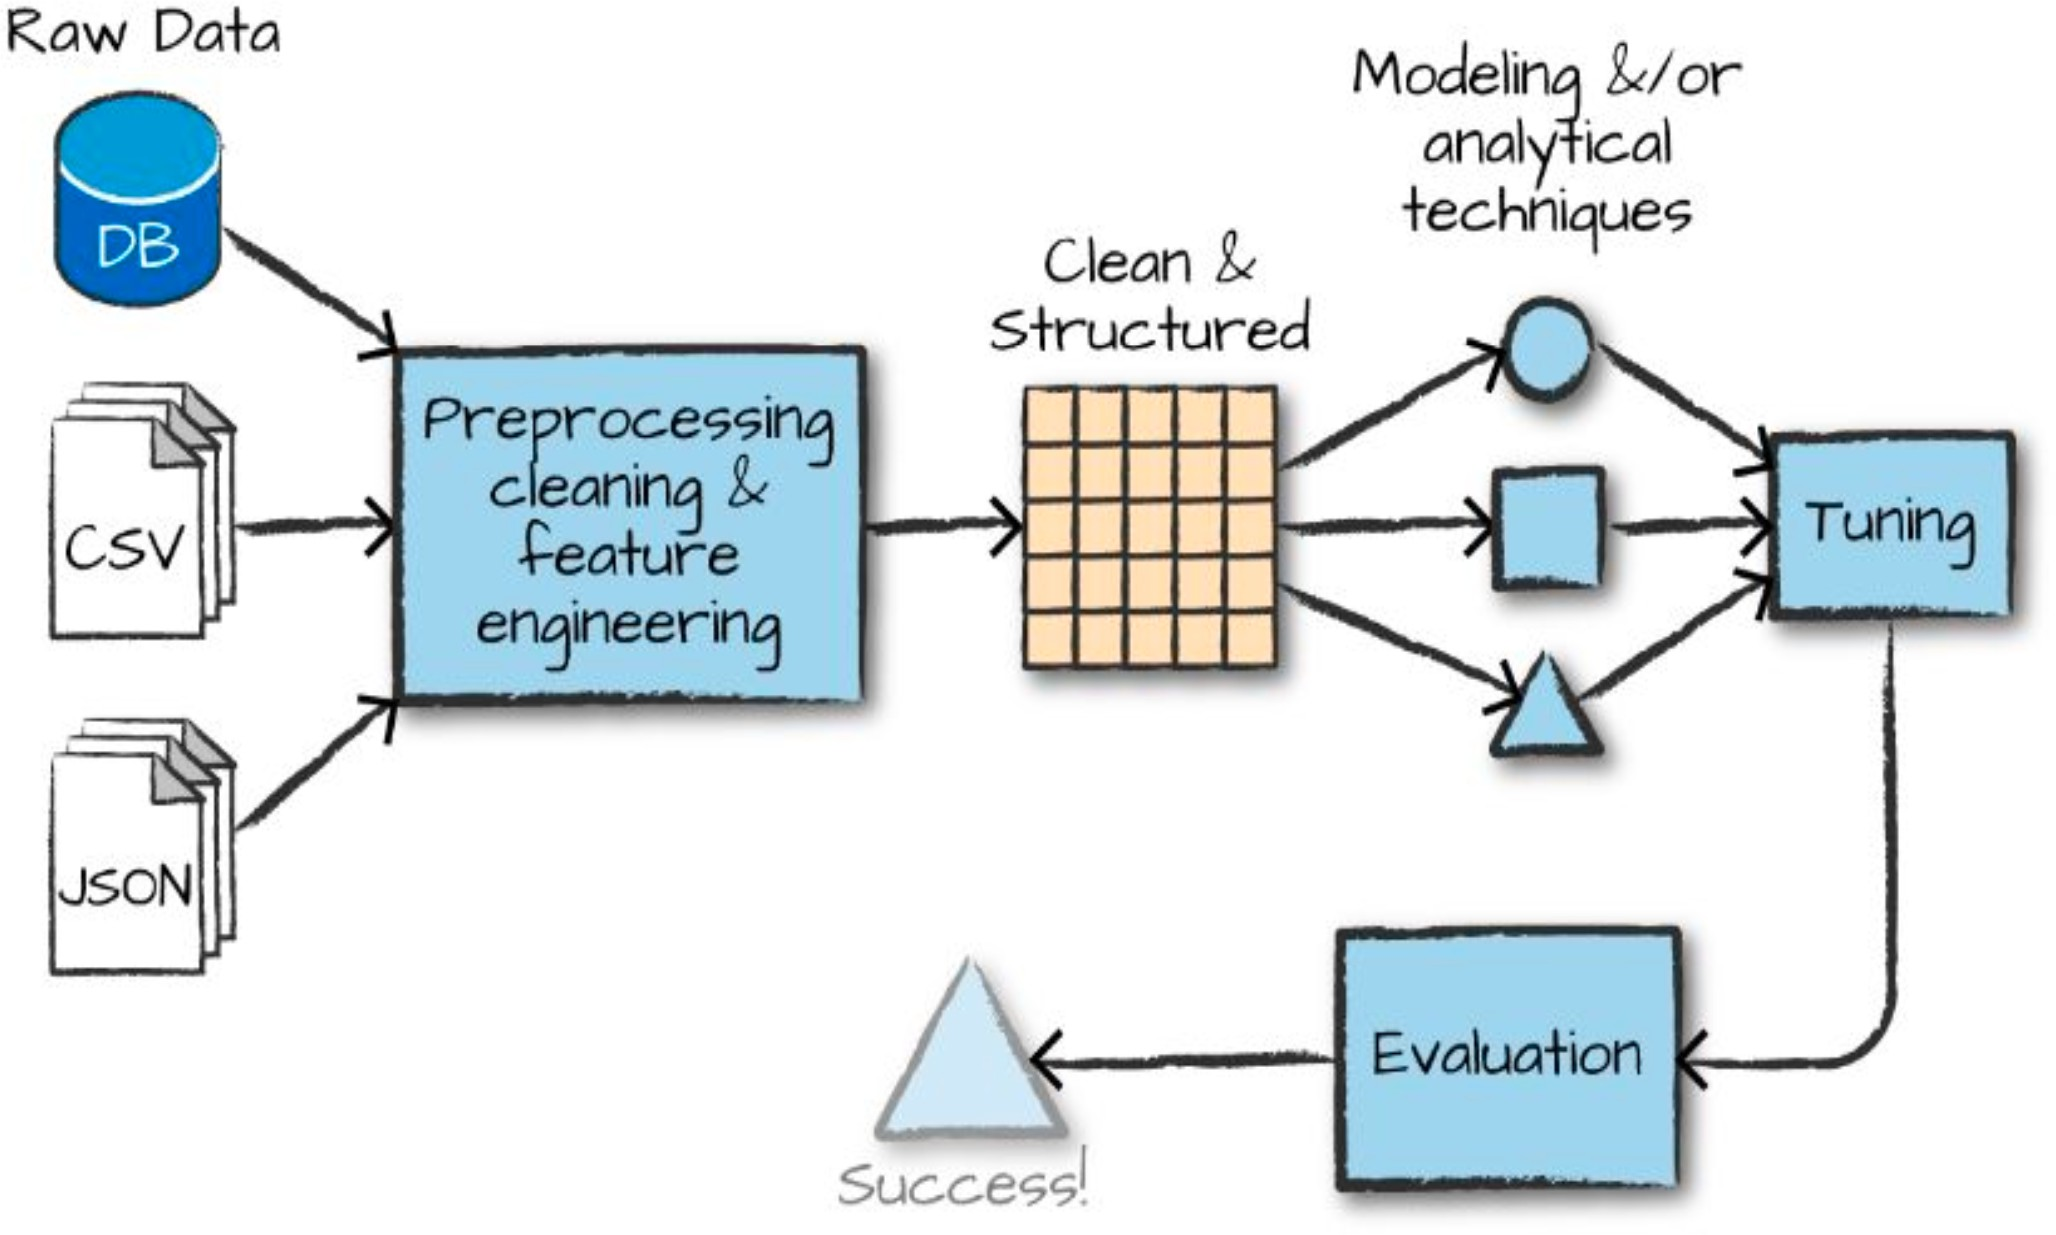 Raw Data
DB
CSV
JSON
Preprocessing
cleaning &
feature
engineering
Clean &
Structured
Modeling &/or
analytical
techniques
Tuning
Evaluation
Success!